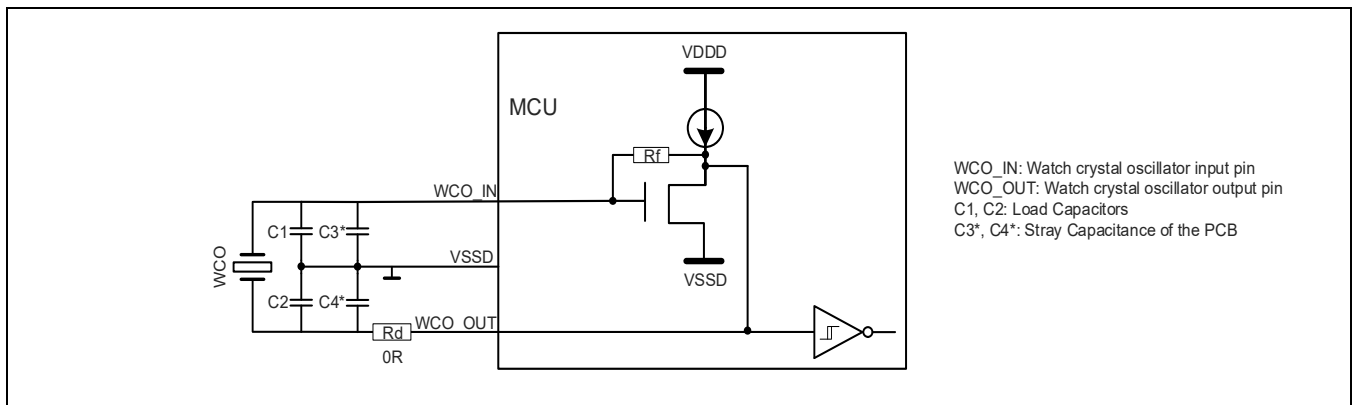 VDDD
MCU
Rf
WCO_IN
C1
C3*
VSSD
WCO
VSSD
C2
C4*
Rd
WCO_OUT
0R
WCO_IN: Watch crystal oscillator input pin
WCO_OUT: Watch crystal oscillator output pin
C1, C2: Load Capacitors
C3*, C4*: Stray Capacitance of the PCB